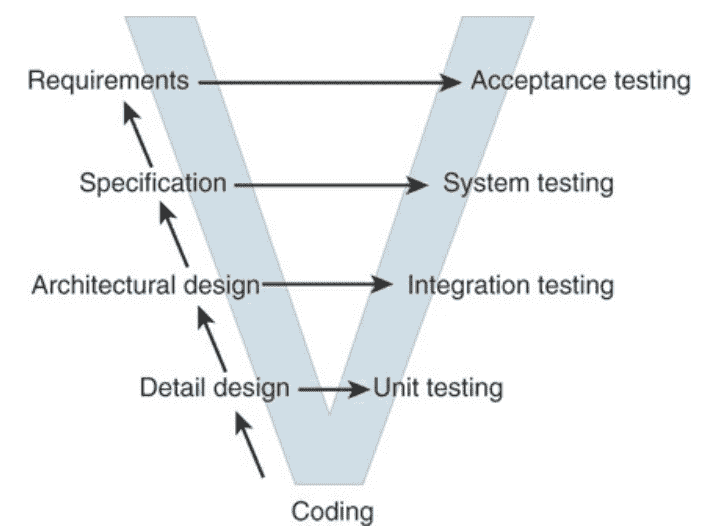 Requirements
Acceptance testing
Specification
System testing
Architectural design
Integration testing
Detail design
Unit testing
Coding